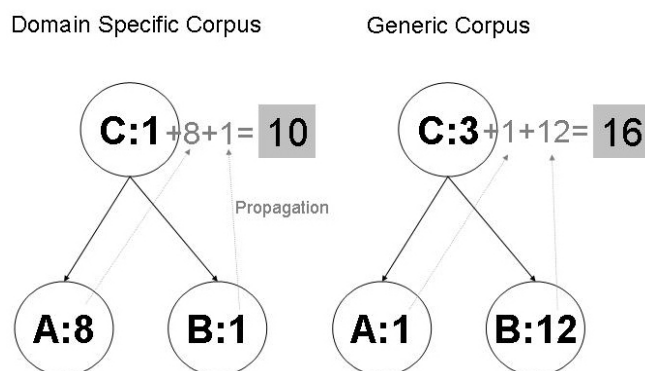 Domain Specific Corpus
Generic Corpus
C:1+8+1= 10
C:3+1+12= 16
Propagation
A:8
B:1
A:1
B:12